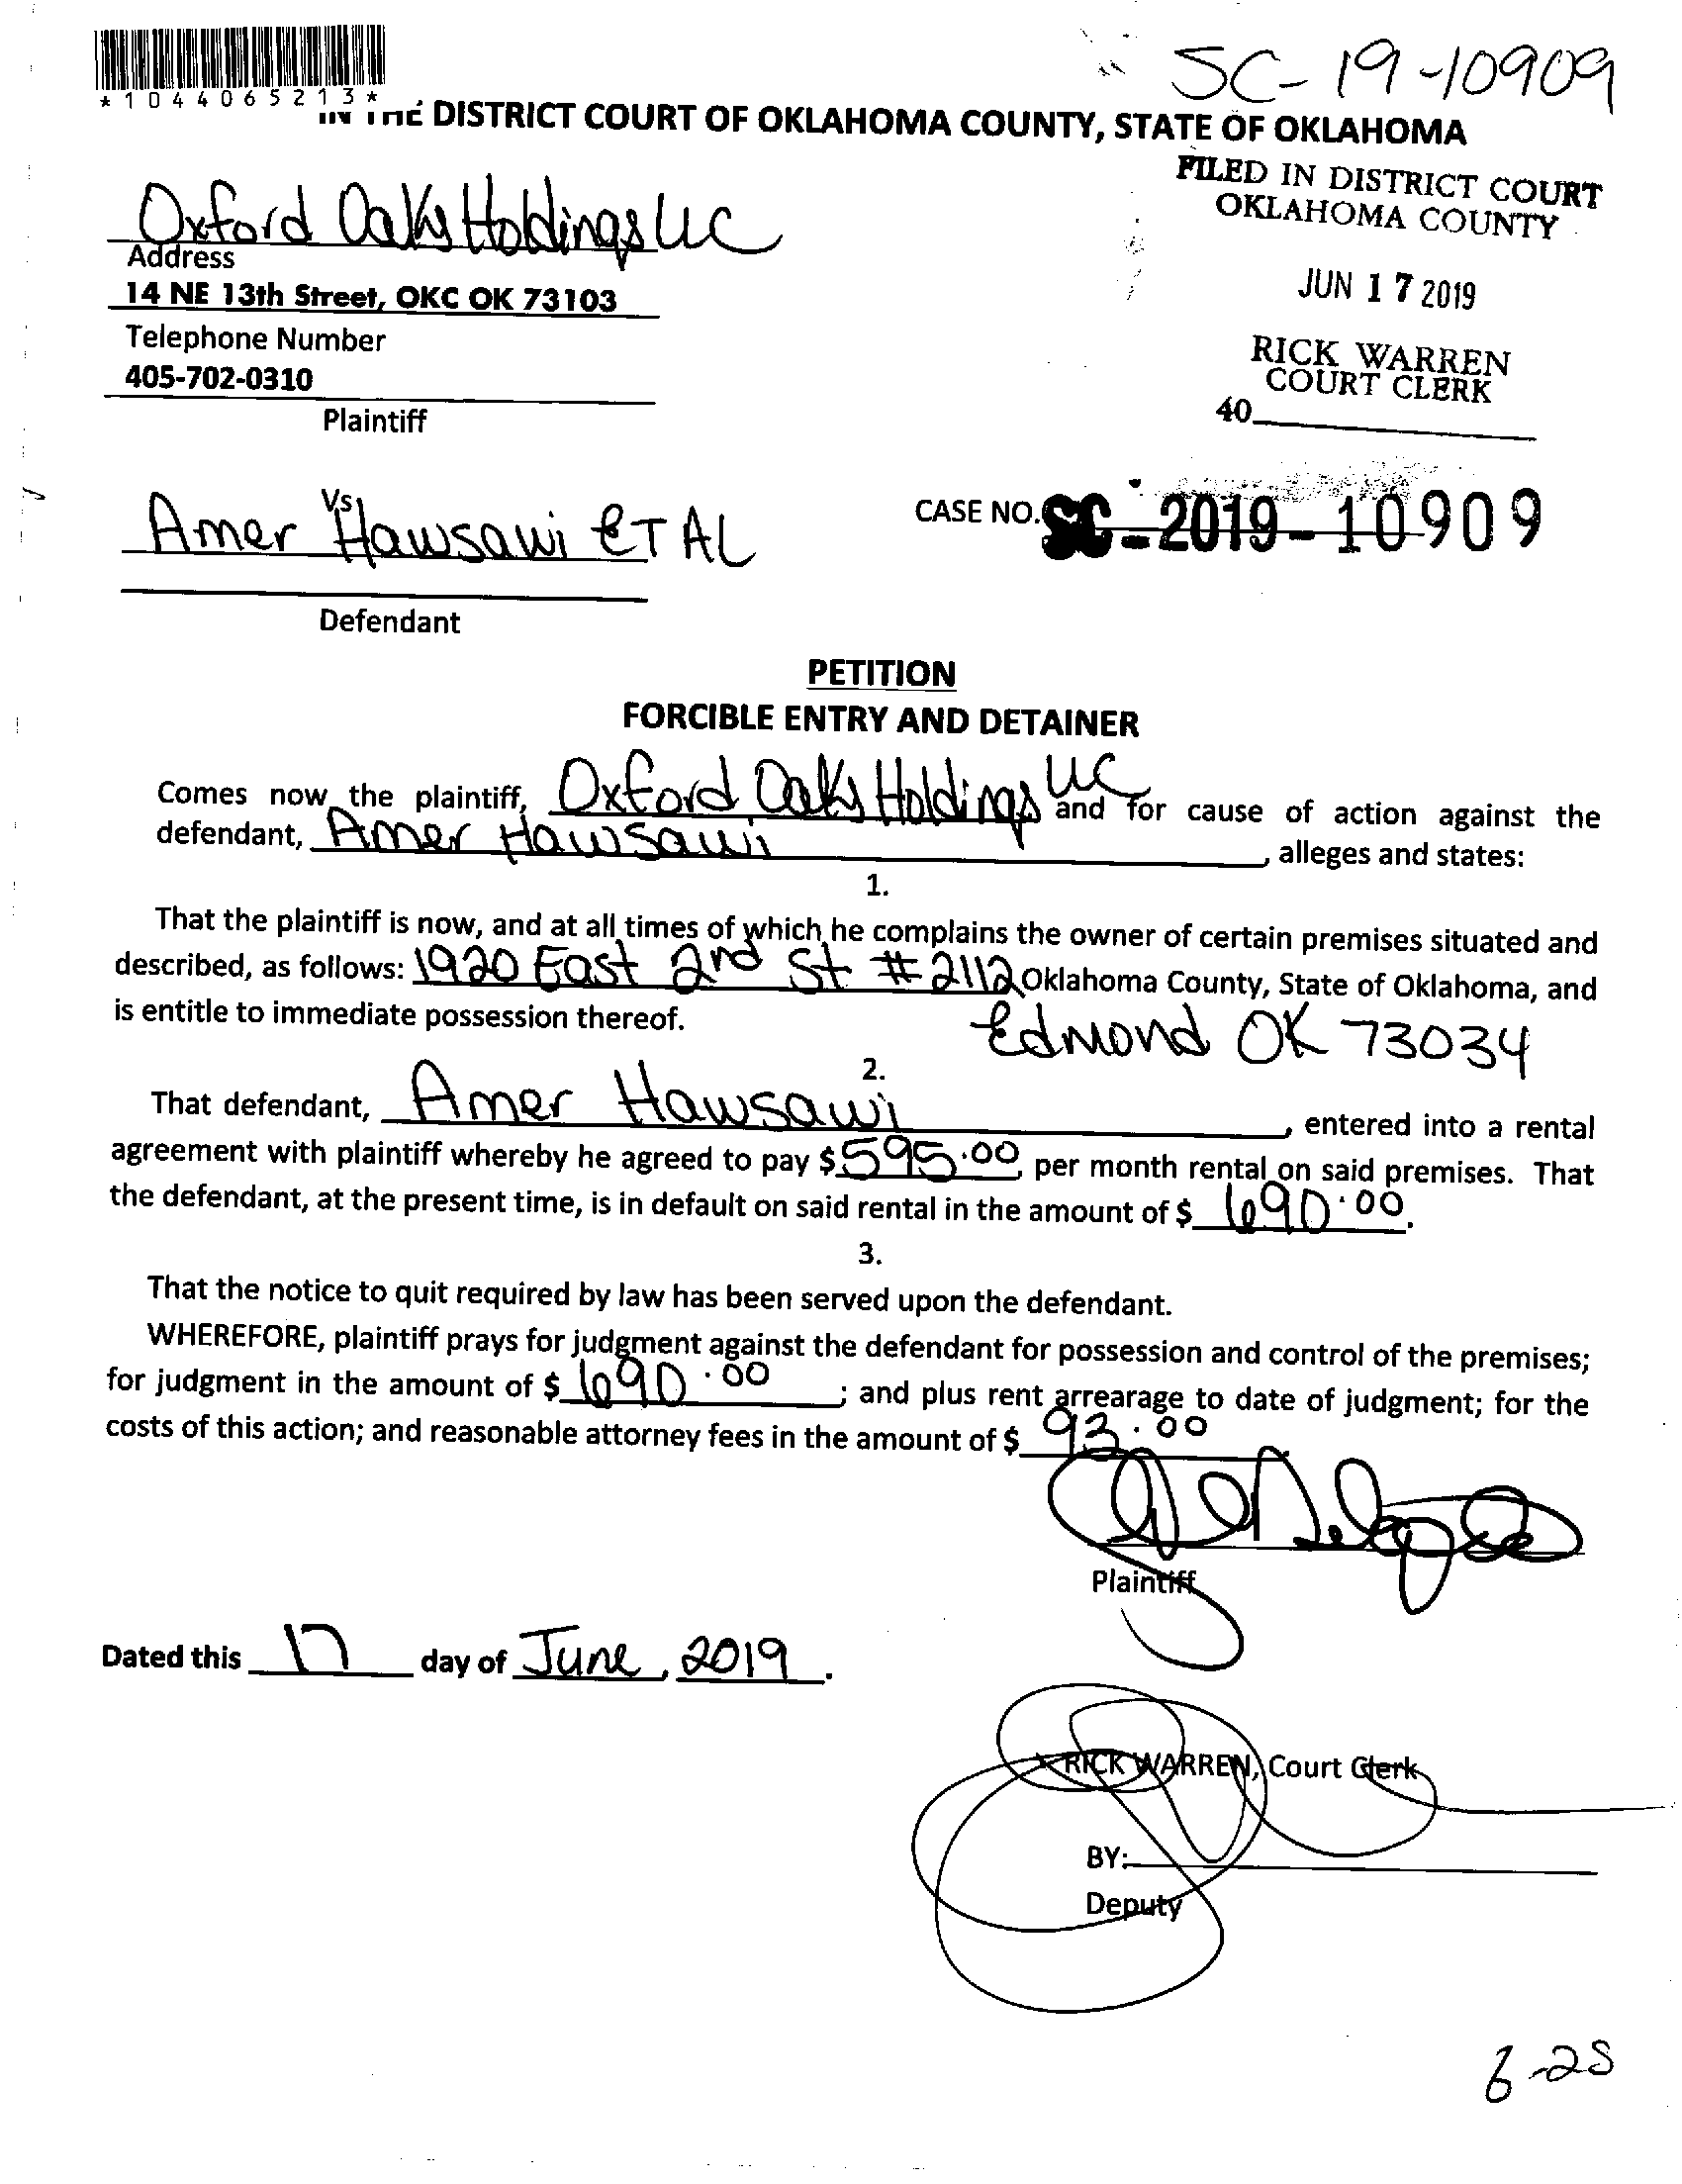 SC-19-10909
*1044065213*
IN THE DISTRICT COURT OF OKLAHOMA COUNTY, STATE OF OKLAHOMA
FILED IN DISTRICT COURT
OKLAHOMA COUNTY
JUN 17 2019
RICK WARREN
COURT CLERK
40
Oxford Oaks Holdings LLC
Address
14 NE 13th Street, OKC OK 73103
Telephone Number
405-702-0310
Plaintiff
Vs
Amer Hawsawi ET AL
CASE NO. SC-2019-10909
Defendant
PETITION
FORCIBLE ENTRY AND DETAINER
Comes now the plaintiff, Oxford Oaks Holdings LLC and for cause of action against the
defendant, Amer Hawsawi, alleges and states:
1.
That the plaintiff is now, and at all times of which he complains the owner of certain premises situated and
described, as follows: 1920 East 2nd St #2112 Oklahoma County, State of Oklahoma, and
is entitle to immediate possession thereof. Edmond OK 73034
2.
That defendant, Amer Hawsawi, entered into a rental
agreement with plaintiff whereby he agreed to pay $595.00 per month rental on said premises. That
the defendant, at the present time, is in default on said rental in the amount of $ 690.00.
3.
That the notice to quit required by law has been served upon the defendant.
WHEREFORE, plaintiff prays for judgment against the defendant for possession and control of the premises;
for judgment in the amount of $ 690.00; and plus rent arrearage to date of judgment; for the
costs of this action; and reasonable attorney fees in the amount of $ 93.00
Plaintiff
Dated this 17 day of June, 2019.
RICK WARREN, Court Clerk
BY:
Deputy